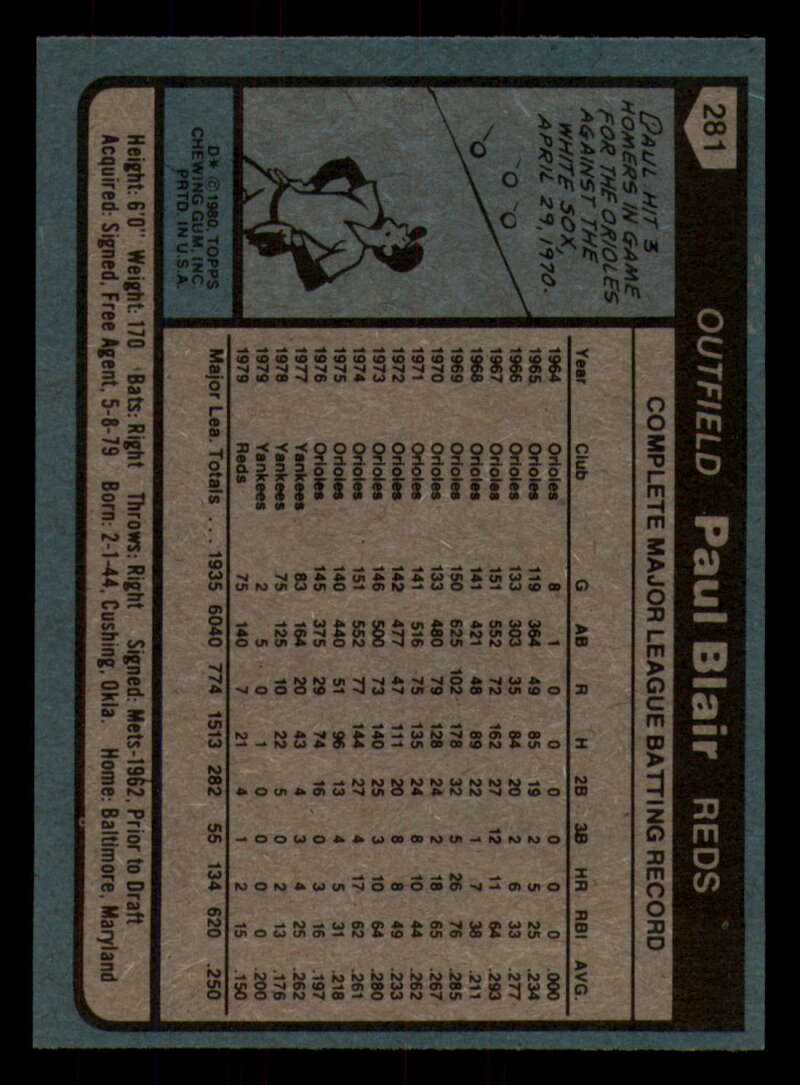 281
OUTFIELD Paul Blair REDS
PAUL HIT 3
HOMERS IN GAME
FOR THE ORIOLES
AGAINST THE
WHITE SOX,
APRIL 29, 1970.
D* © 1980, TOPPS
CHEWING GUM, INC
PRTD. IN U.S.A.
COMPLETE MAJOR LEAGUE BATTING RECORD
Year Club G AB R H 2B 3B HR RBI AVG.
1964 Orioles 8 1 0 0 0 0 0 0 .000
1965 Orioles 119 364 49 85 19 2 5 25 .234
1966 Orioles 133 303 35 84 20 2 6 33 .277
1967 Orioles 151 552 72 162 27 12 11 64 .293
1968 Orioles 141 421 48 89 22 1 7 38 .211
1969 Orioles 150 625 102 178 32 5 26 76 .285
1970 Orioles 133 480 79 128 24 2 18 65 .267
1971 Orioles 141 516 75 135 24 8 10 44 .262
1972 Orioles 142 477 47 111 20 8 8 49 .233
1973 Orioles 146 500 73 140 25 3 10 64 .280
1974 Orioles 151 552 77 144 27 4 17 62 .261
1975 Orioles 140 440 51 96 13 4 5 31 .218
1976 Orioles 145 375 29 74 16 0 3 16 .197
1977 Yankees 83 164 20 43 4 3 4 25 .262
1978 Yankees 75 125 10 22 5 0 2 13 .176
1979 Yankees 2 5 0 1 0 0 0 0 .200
1979 Reds 75 140 7 21 4 1 2 15 .150
Major Lea. Totals .... 1935 6040 774 1513 282 55 134 620 .250
Height: 6'0" Weight: 170 Bats: Right Throws: Right Signed: Mets-1962, Prior to Draft
Acquired: Signed, Free Agent, 5-8-79 Born: 2-1-44, Cushing, Okla. Home: Baltimore, Maryland